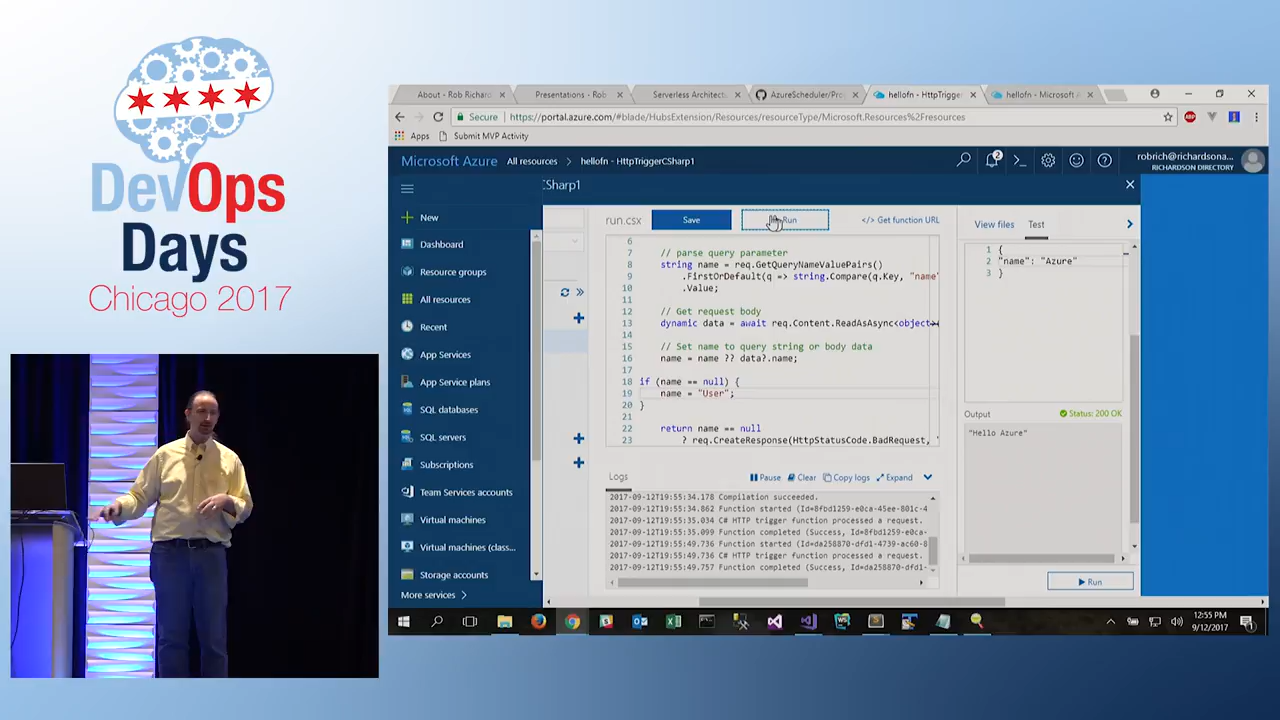 DevOps
Days
Chicago 2017
About - Rob Richard
Presentations - Rob
Serverless Architectu
AzureScheduler/Pro
hellofn - HttpTrigger
hellofn - Microsoft A
Secure
https://portal.azure.com/#blade/HubsExtension/Resources/resourceType/Microsoft.Resources%2Fresources
Apps
Submit MVP Activity
Microsoft Azure
All resources
hellofn - HttpTriggerCSharp1
2
>_
robrich@richardsona...
RICHARDSON DIRECTORY
CSharp1
New
Dashboard
Resource groups
All resources
Recent
App Services
App Service plans
SQL databases
SQL servers
Subscriptions
Team Services accounts
Virtual machines
Virtual machines (class...
Storage accounts
More services
run.csx
Save
Run
</> Get function URL
6
7 // parse query parameter
8 string name = req.GetQueryNameValuePairs()
9 .FirstOrDefault(q => string.Compare(q.Key, "name"
10 .Value;
11
12 // Get request body
13 dynamic data = await req.Content.ReadAsAsync<object>(
14
15 // Set name to query string or body data
16 name = name ?? data?.name;
17
18 if (name == null) {
19 name = "User";
20 }
21
22 return name == null
23 ? req.CreateResponse(HttpStatusCode.BadRequest, "
Logs
Pause
Clear
Copy logs
Expand
2017-09-12T19:55:34.178 Compilation succeeded.
2017-09-12T19:55:34.862 Function started (Id=8fbd1259-e0ca-45ee-801c-4
2017-09-12T19:55:35.034 C# HTTP trigger function processed a request.
2017-09-12T19:55:35.099 Function completed (Success, Id=8fbd1259-e0ca-
2017-09-12T19:55:49.736 Function started (Id=da258870-dfd1-4739-ac60-8
2017-09-12T19:55:49.736 C# HTTP trigger function processed a request.
2017-09-12T19:55:49.757 Function completed (Success, Id=da258870-dfd1-
View files
Test
1 {
2 "name": "Azure"
3 }
Output
Status: 200 OK
"Hello Azure"
Run
12:55 PM
9/12/2017
1